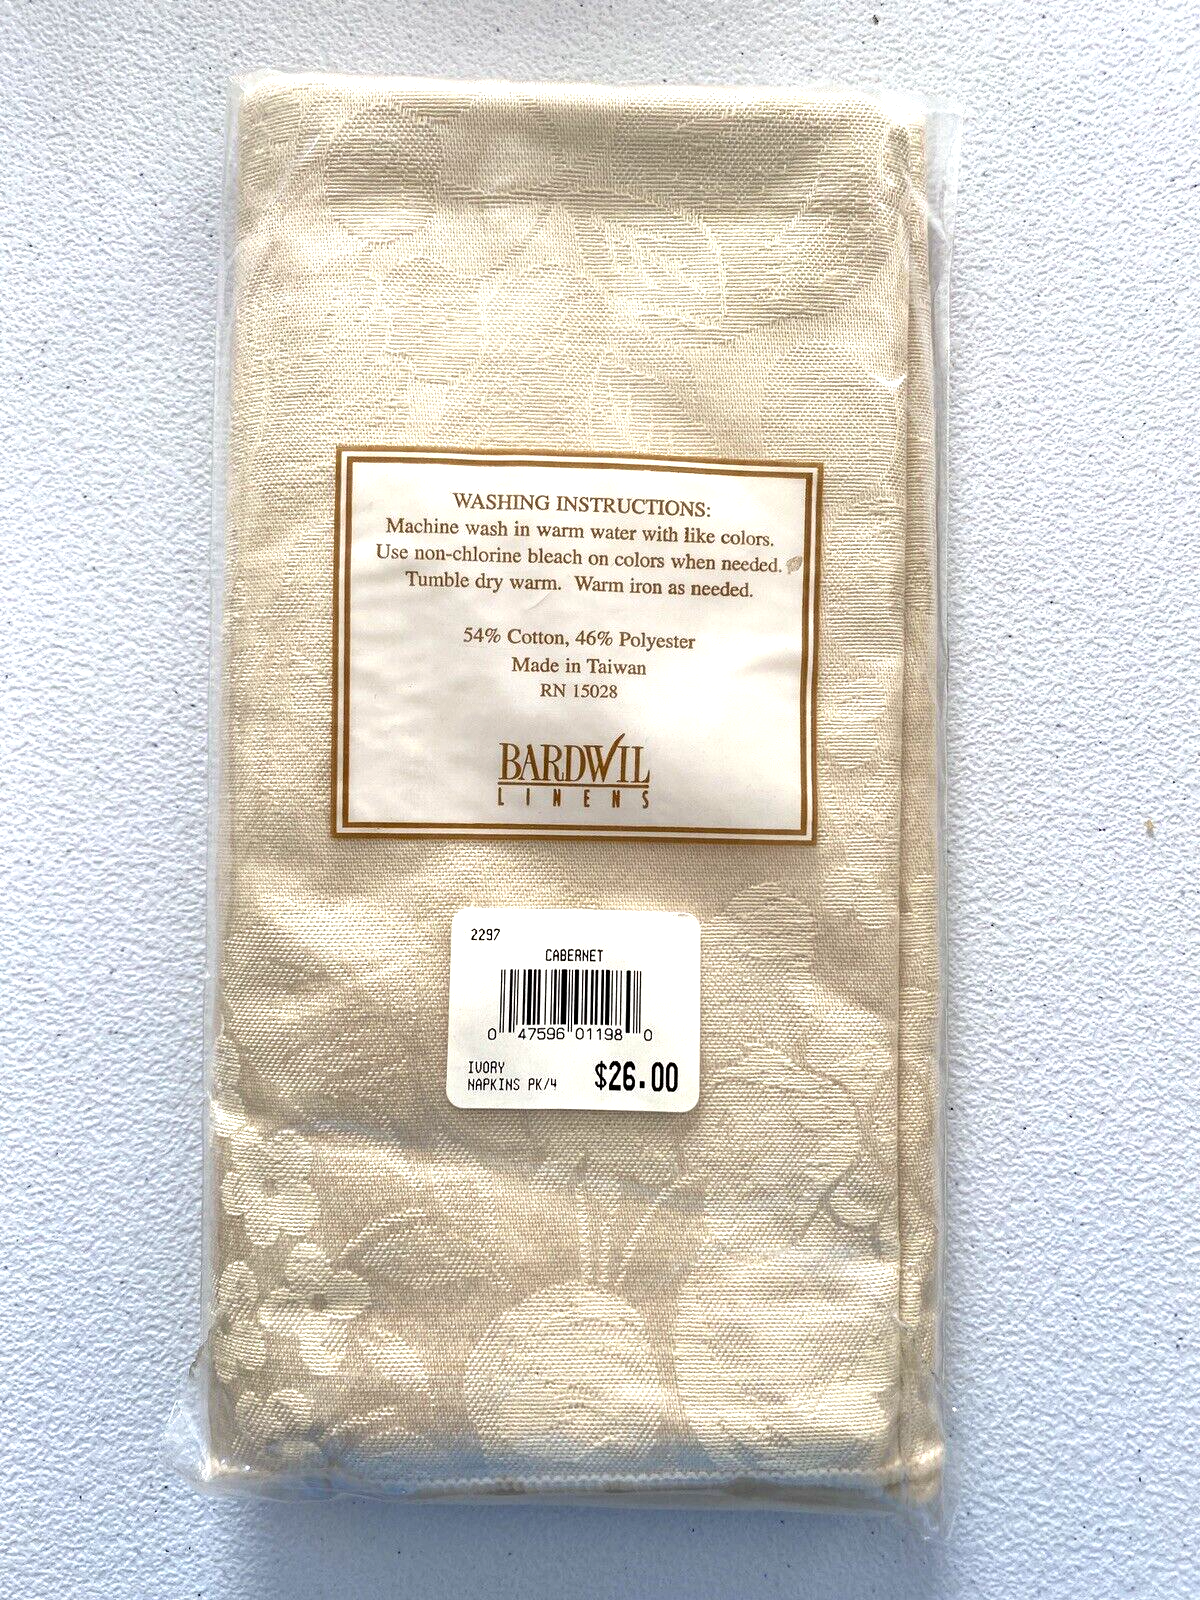 WASHING INSTRUCTIONS:
Machine wash in warm water with like colors.
Use non-chlorine bleach on colors when needed.
Tumble dry warm. Warm iron as needed.
54% Cotton, 46% Polyester
Made in Taiwan
RN 15028
BARDWIL
LINENS
2297
CABERNET
0 47596 01198 0
IVORY
NAPKINS PK/4 $26.00